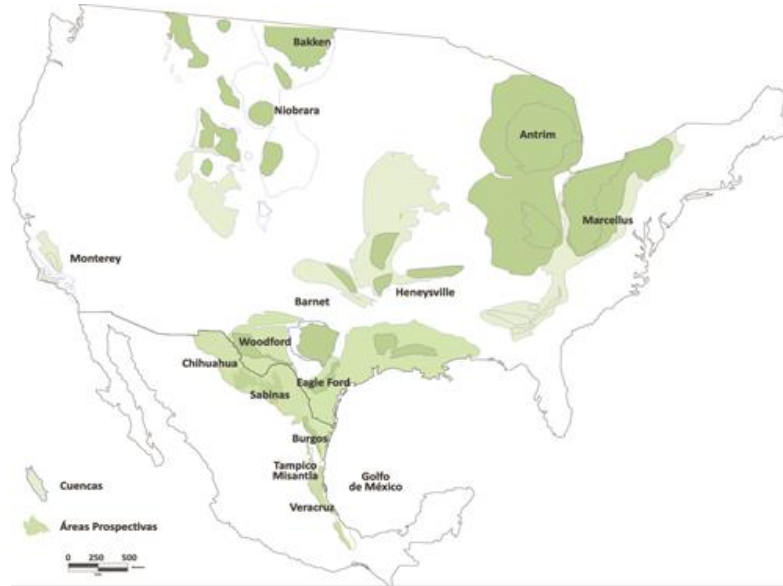 Bakken
Niobrara
Antrim
Marcellus
Monterey
Heneysville
Barnet
Woodford
Chihuahua
Eagle Ford
Sabinas
Burgos
Tampico
Misantla
Golfo
de México
Veracruz
Cuencas
Áreas Prospectivas
0 250 500